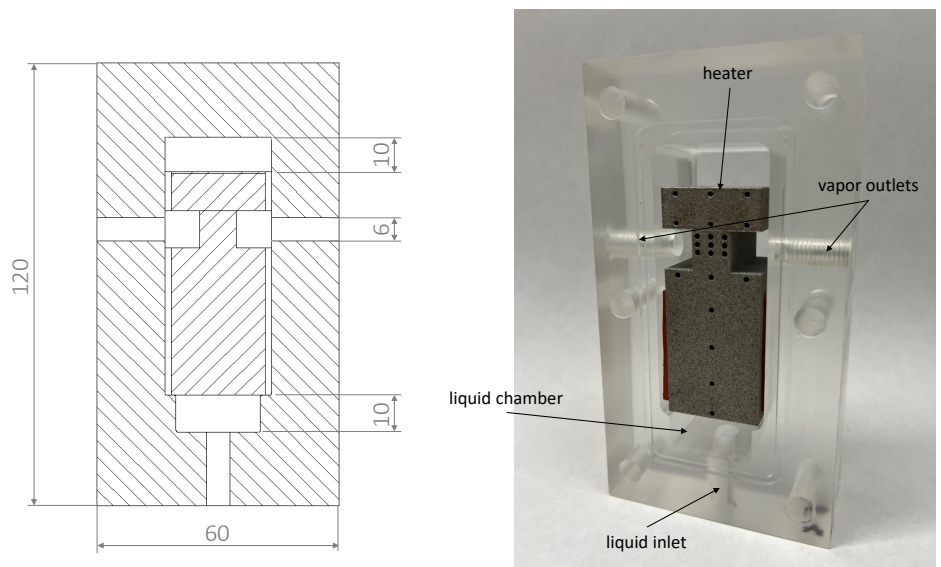 10
6
120
10
60
heater
vapor outlets
liquid chamber
liquid inlet